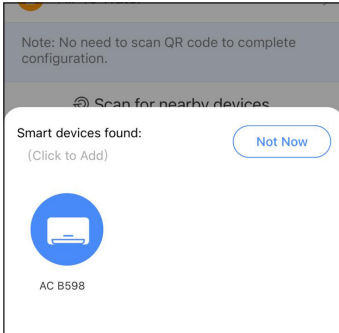 Note: No need to scan QR code to complete
configuration.
Scan for nearby devices
Smart devices found:
(Click to Add)
Not Now
AC B598